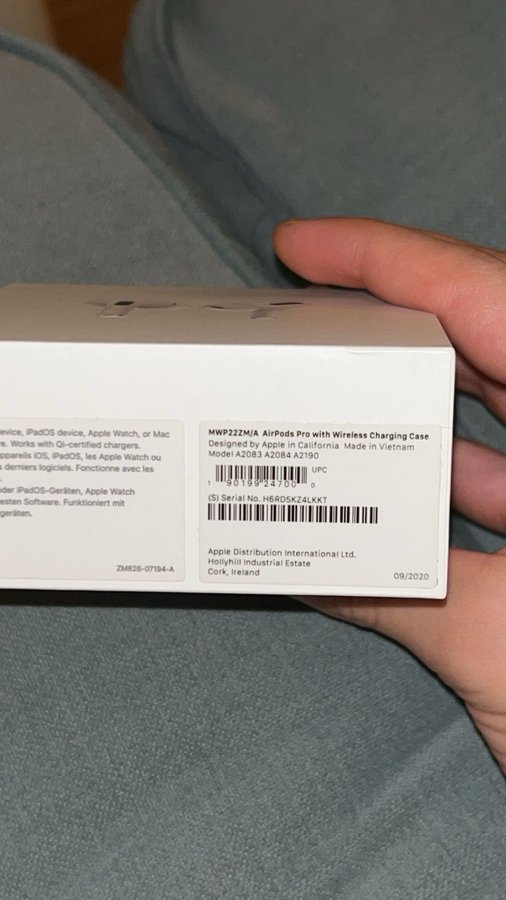 evice, iPadOS device, Apple Watch, or Mac
re. Works with Qi-certified chargers.
appareils iOS, iPadOS, les Apple Watch ou
s derniers logiciels. Fonctionne avec les
oder iPadOS-Geräten, Apple Watch
esten Software. Funktioniert mit
geräten.
ZM826-07194-A
MWP22ZM/A AirPods Pro with Wireless Charging Case
Designed by Apple in California Made in Vietnam
Model A2083 A2084 A2190
UPC
1 90199 24700 0
(S) Serial No. H6RD5KZ4LKKT
Apple Distribution International Ltd.
Hollyhill Industrial Estate
Cork, Ireland
09/2020